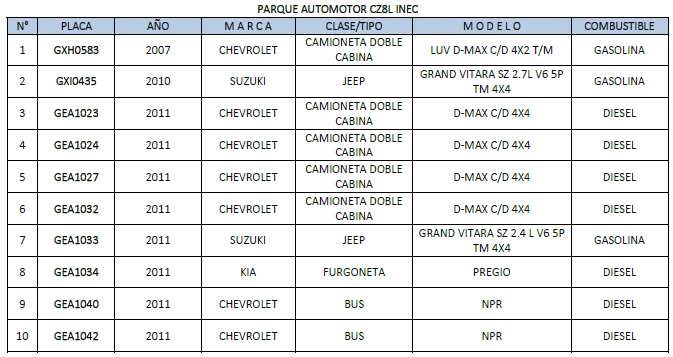 PARQUE AUTOMOTOR CZ8L INEC
N° PLACA AÑO M A R C A CLASE/TIPO M O D E L O COMBUSTIBLE
1 GXH0583 2007 CHEVROLET CAMIONETA DOBLE CABINA LUV D-MAX C/D 4X2 T/M GASOLINA
2 GXI0435 2010 SUZUKI JEEP GRAND VITARA SZ 2.7L V6 5P TM 4X4 GASOLINA
3 GEA1023 2011 CHEVROLET CAMIONETA DOBLE CABINA D-MAX C/D 4X4 DIESEL
4 GEA1024 2011 CHEVROLET CAMIONETA DOBLE CABINA D-MAX C/D 4X4 DIESEL
5 GEA1027 2011 CHEVROLET CAMIONETA DOBLE CABINA D-MAX C/D 4X4 DIESEL
6 GEA1032 2011 CHEVROLET CAMIONETA DOBLE CABINA D-MAX C/D 4X4 DIESEL
7 GEA1033 2011 SUZUKI JEEP GRAND VITARA SZ 2.4 L V6 5P TM 4X4 GASOLINA
8 GEA1034 2011 KIA FURGONETA PREGIO DIESEL
9 GEA1040 2011 CHEVROLET BUS NPR DIESEL
10 GEA1042 2011 CHEVROLET BUS NPR DIESEL